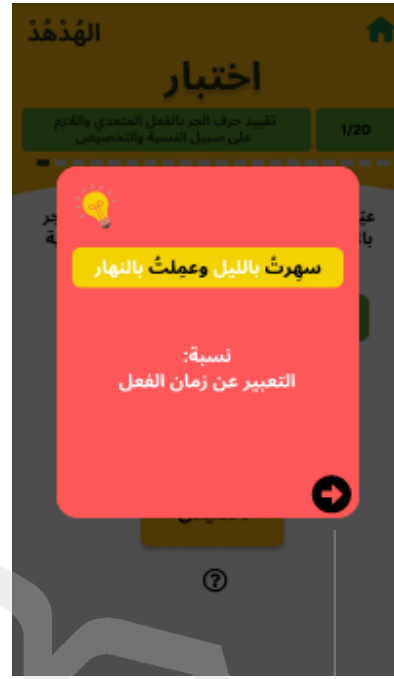 الهُدْهُدْ
اختبار
تقييد حرف الجر بالفعل المتعدي واللازم
على سبيل النسبة والتخصيص
1/20
سهِرتُ بالليل وعمِلتُ بالنهار
نسبة:
التعبير عن زمان الفعل